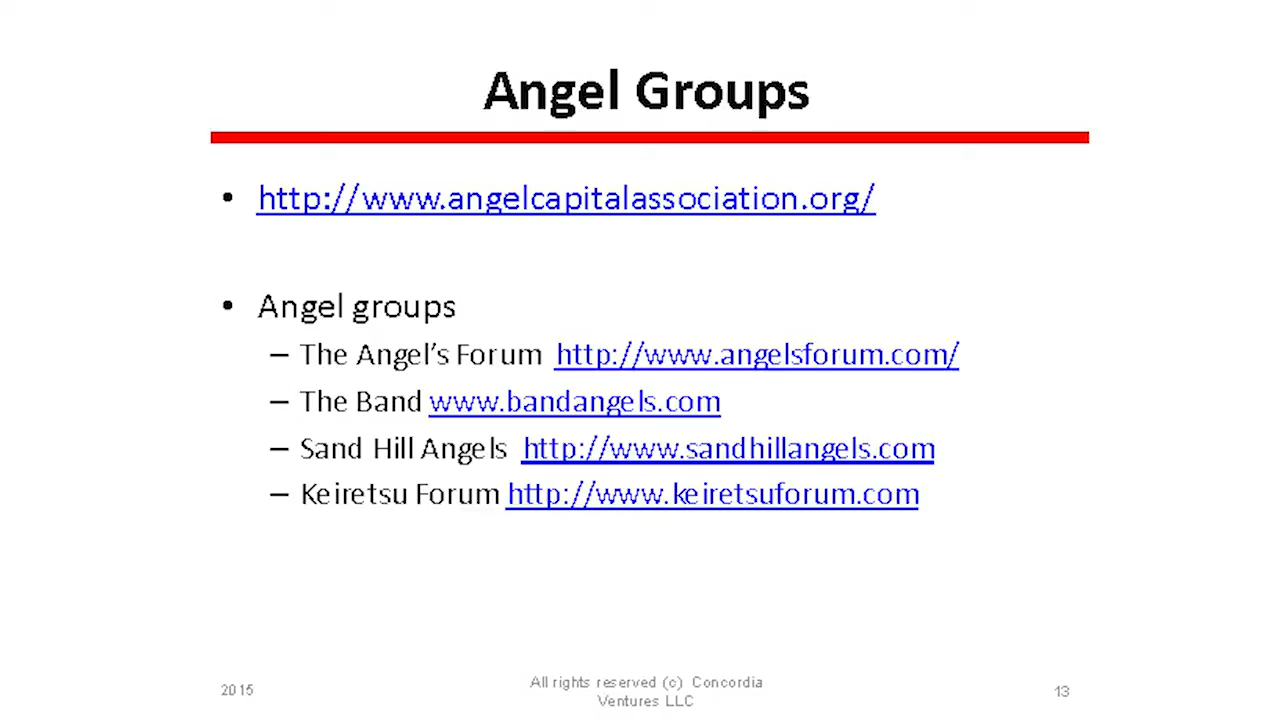 Angel Groups
• http://www.angelcapitalassociation.org/
• Angel groups
– The Angel’s Forum http://www.angelsforum.com/
– The Band www.bandangels.com
– Sand Hill Angels http://www.sandhillangels.com
– Keiretsu Forum http://www.keiretsuforum.com
2015
All rights reserved (c) Concordia
Ventures LLC
13